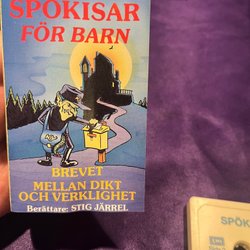 SPÖKISAR
FÖR BARN
BREVET
MELLAN DIKT
OCH VERKLIGHET
Berättare: STIG JÄRREL
SPÖK